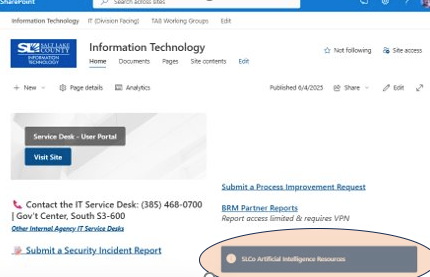 SharePoint
Search across sites
Information Technology IT (Division Facing) TAB Working Groups Edit
SL SALT LAKE COUNTY
INFORMATION TECHNOLOGY
Information Technology
Home Documents Pages Site contents Edit
Not following Site access
+ New Page details Analytics
Published 6/4/2023 Share Edit
Service Desk - User Portal
Visit Site
Contact the IT Service Desk: (385) 468-0700
| Gov't Center, South S3-600
Other Internal Agency IT Service Desks
Submit a Security Incident Report
Submit a Process Improvement Request
BRM Partner Reports
Report access limited & requires VPN
SLCo Artificial Intelligence Resources